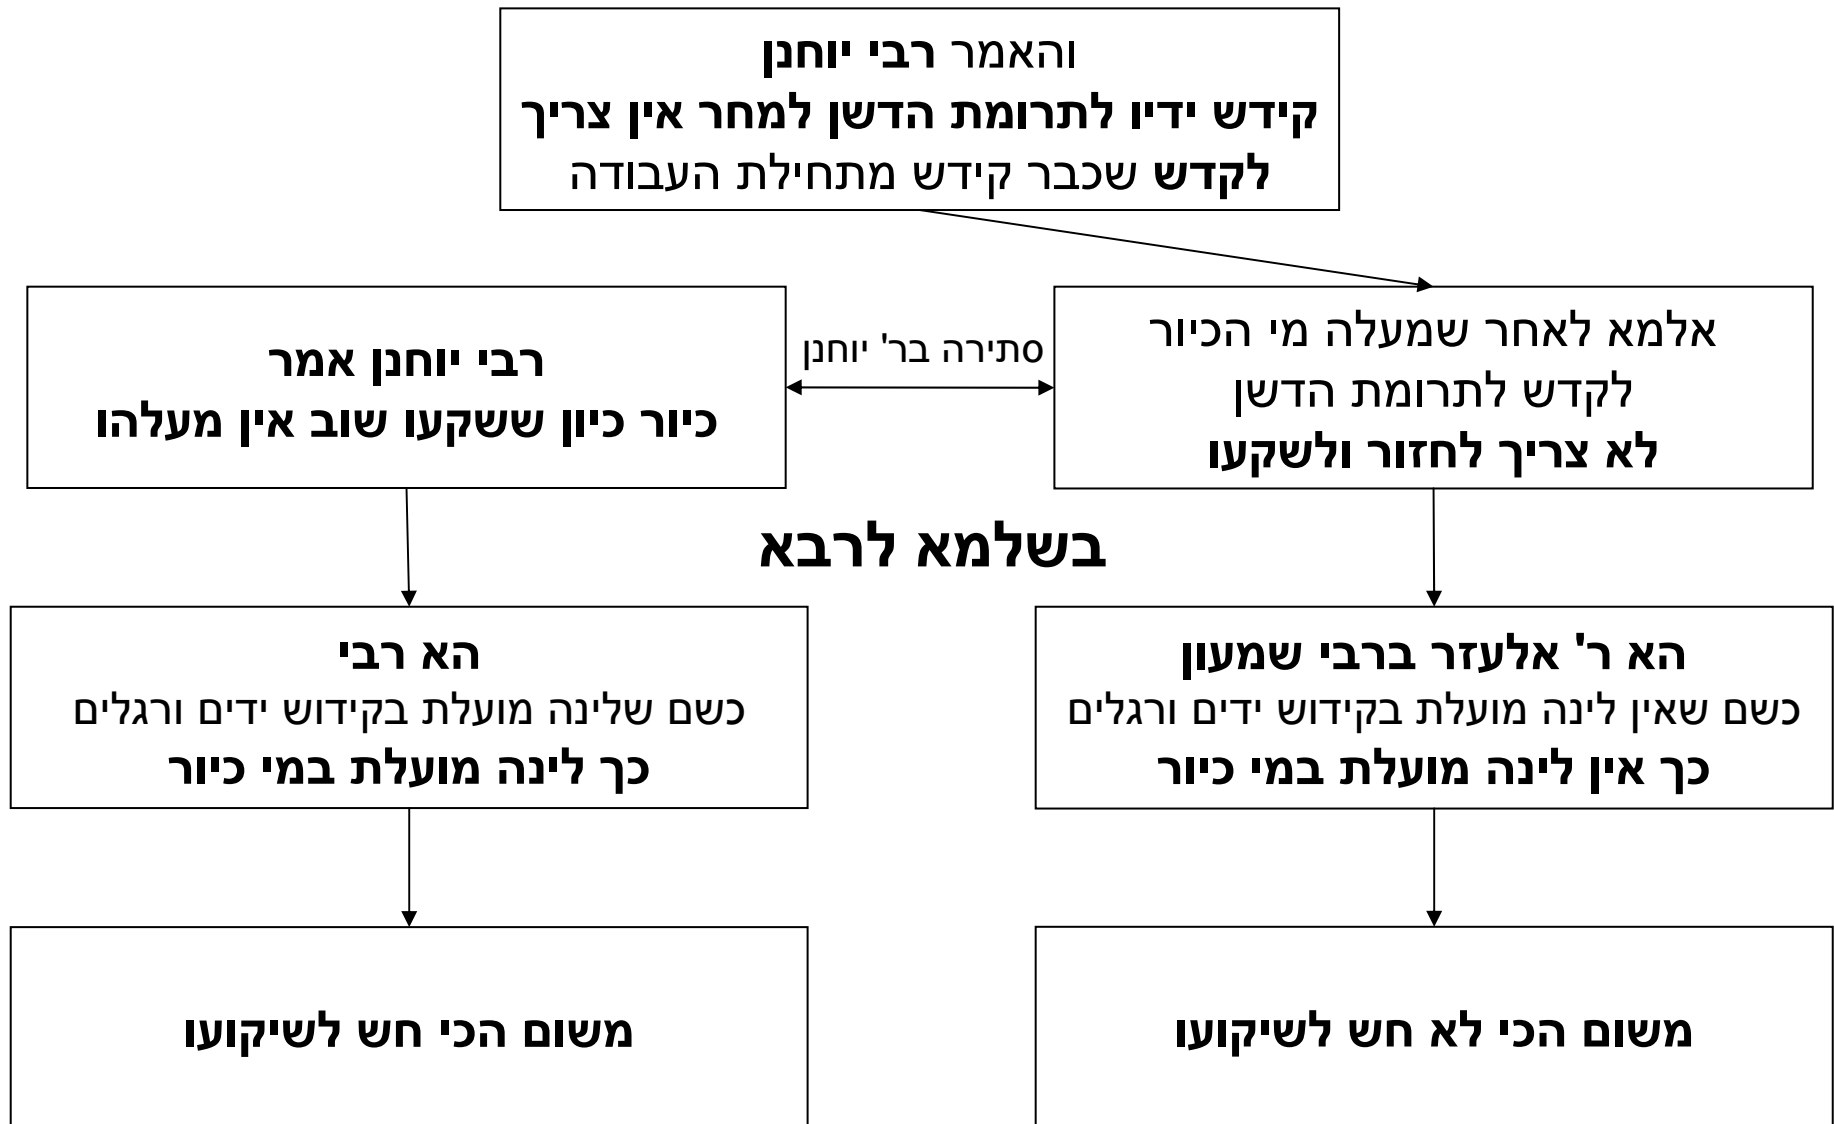 והאמר רבי יוחנן
קידש ידיו לתרומת הדשן למחר אין צריך
לקדש שכבר קידש מתחילת העבודה
אלמא לאחר שמעלה מי הכיור
לקדש לתרומת הדשן
לא צריך לחזור ולשקעו
סתירה בר' יוחנן
רבי יוחנן אמר
כיור כיון ששקעו שוב אין מעלהו
בשלמא לרבא
הא ר' אלעזר ברבי שמעון
כשם שאין לינה מועלת בקידוש ידים ורגלים
כך אין לינה מועלת במי כיור
הא רבי
כשם שלינה מועלת בקידוש ידים ורגלים
כך לינה מועלת במי כיור
משום הכי לא חש לשיקועו
משום הכי חש לשיקועו